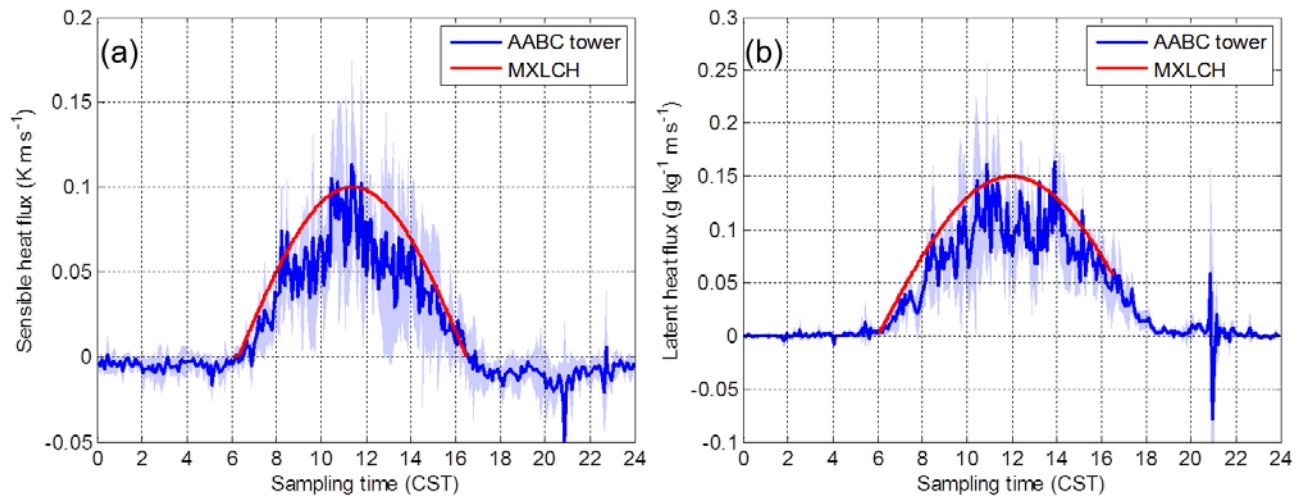 (a)
AABC tower
MXLCH
Sensible heat flux (K m s⁻¹)
0.2
0.15
0.1
0.05
0
-0.05
0 2 4 6 8 10 12 14 16 18 20 22 24
Sampling time (CST)
(b)
AABC tower
MXLCH
Latent heat flux (g kg⁻¹ m s⁻¹)
0.3
0.25
0.2
0.15
0.1
0.05
0
-0.05
-0.1
0 2 4 6 8 10 12 14 16 18 20 22 24
Sampling time (CST)